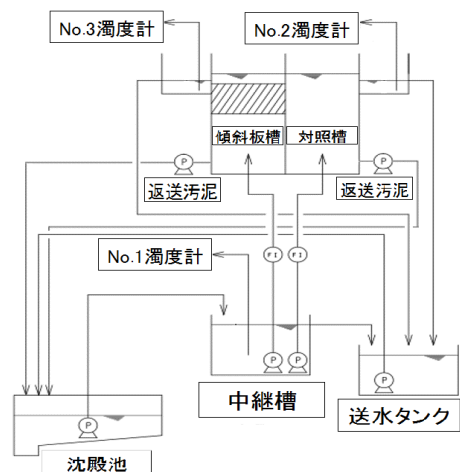 No.3濁度計
No.2濁度計
傾斜板槽
対照槽
P
P
返送汚泥
返送汚泥
No.1濁度計
FI
FI
P
P
P
中継槽
P
送水タンク
沈殿池